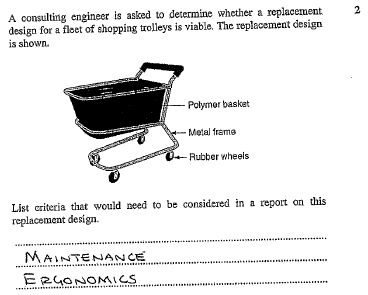 A consulting engineer is asked to determine whether a replacement
design for a fleet of shopping trolleys is viable. The replacement design
is shown.
2
Polymer basket
Metal frame
Rubber wheels
List criteria that would need to be considered in a report on this
replacement design.
MAINTENANCE
ERGONOMICS